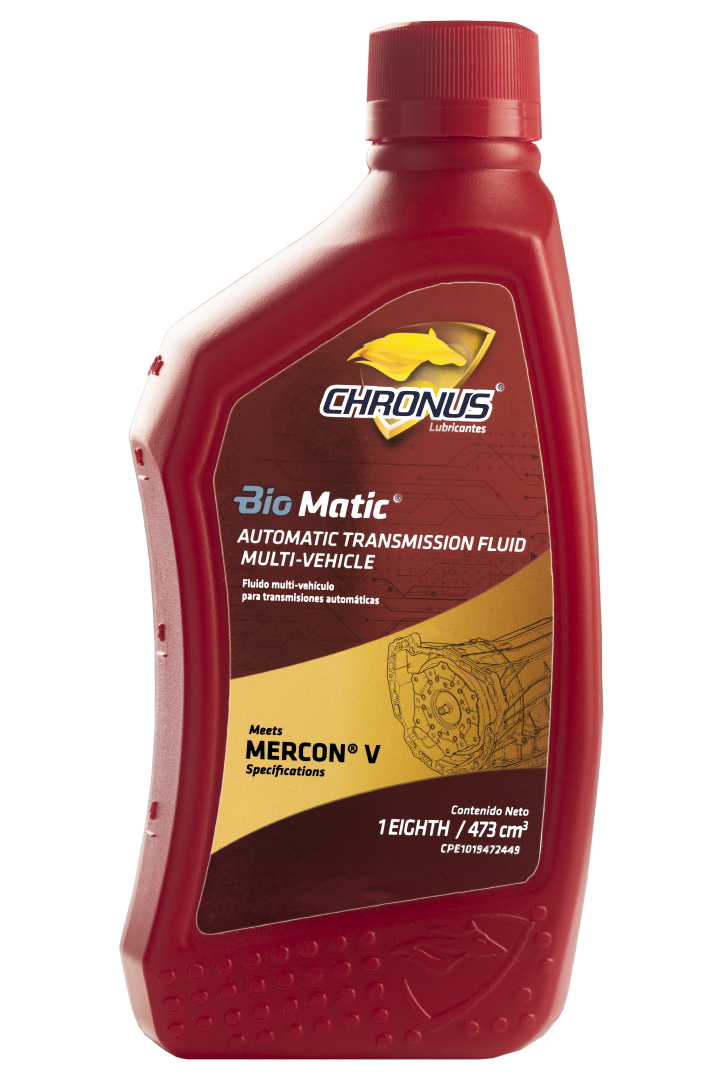 CHRONUS®
Lubricantes
Bio Matic®
AUTOMATIC TRANSMISSION FLUID
MULTI-VEHICLE
Fluido multi-vehículo
para transmisiones automáticas
Meets
MERCON® V
Specifications
Contenido Neto
1 EIGHTH / 473 cm³
CPE1019472449